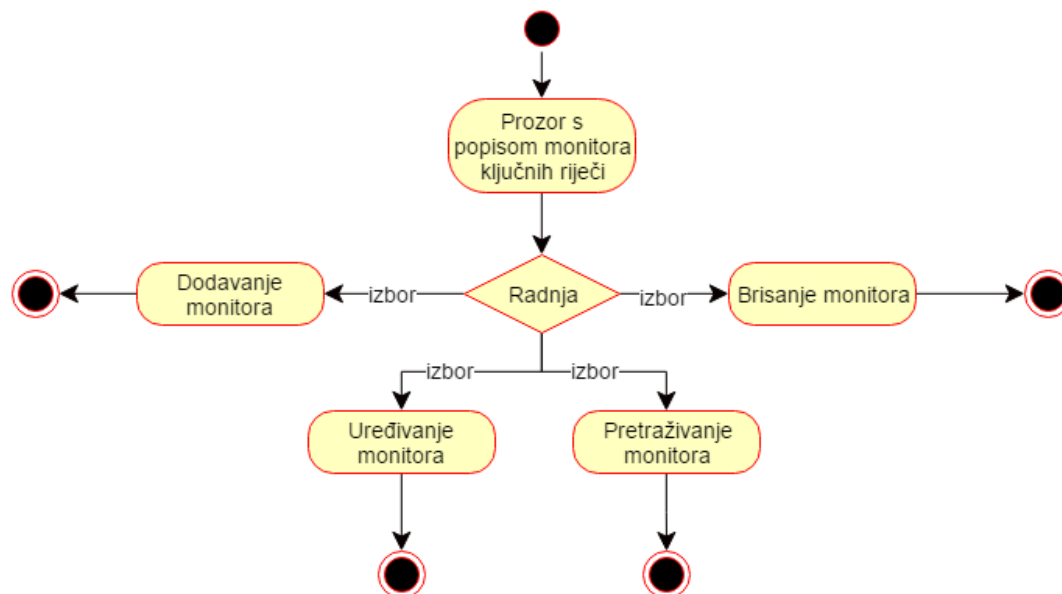 Prozor s
popisom monitora
ključnih riječi
Dodavanje
monitora
izbor
Radnja
izbor
Brisanje monitora
izbor
izbor
Uređivanje
monitora
Pretraživanje
monitora